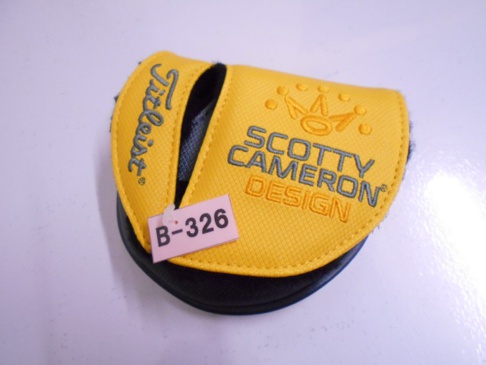 Titleist®
SCOTTY
CAMERON®
DESIGN
B-326